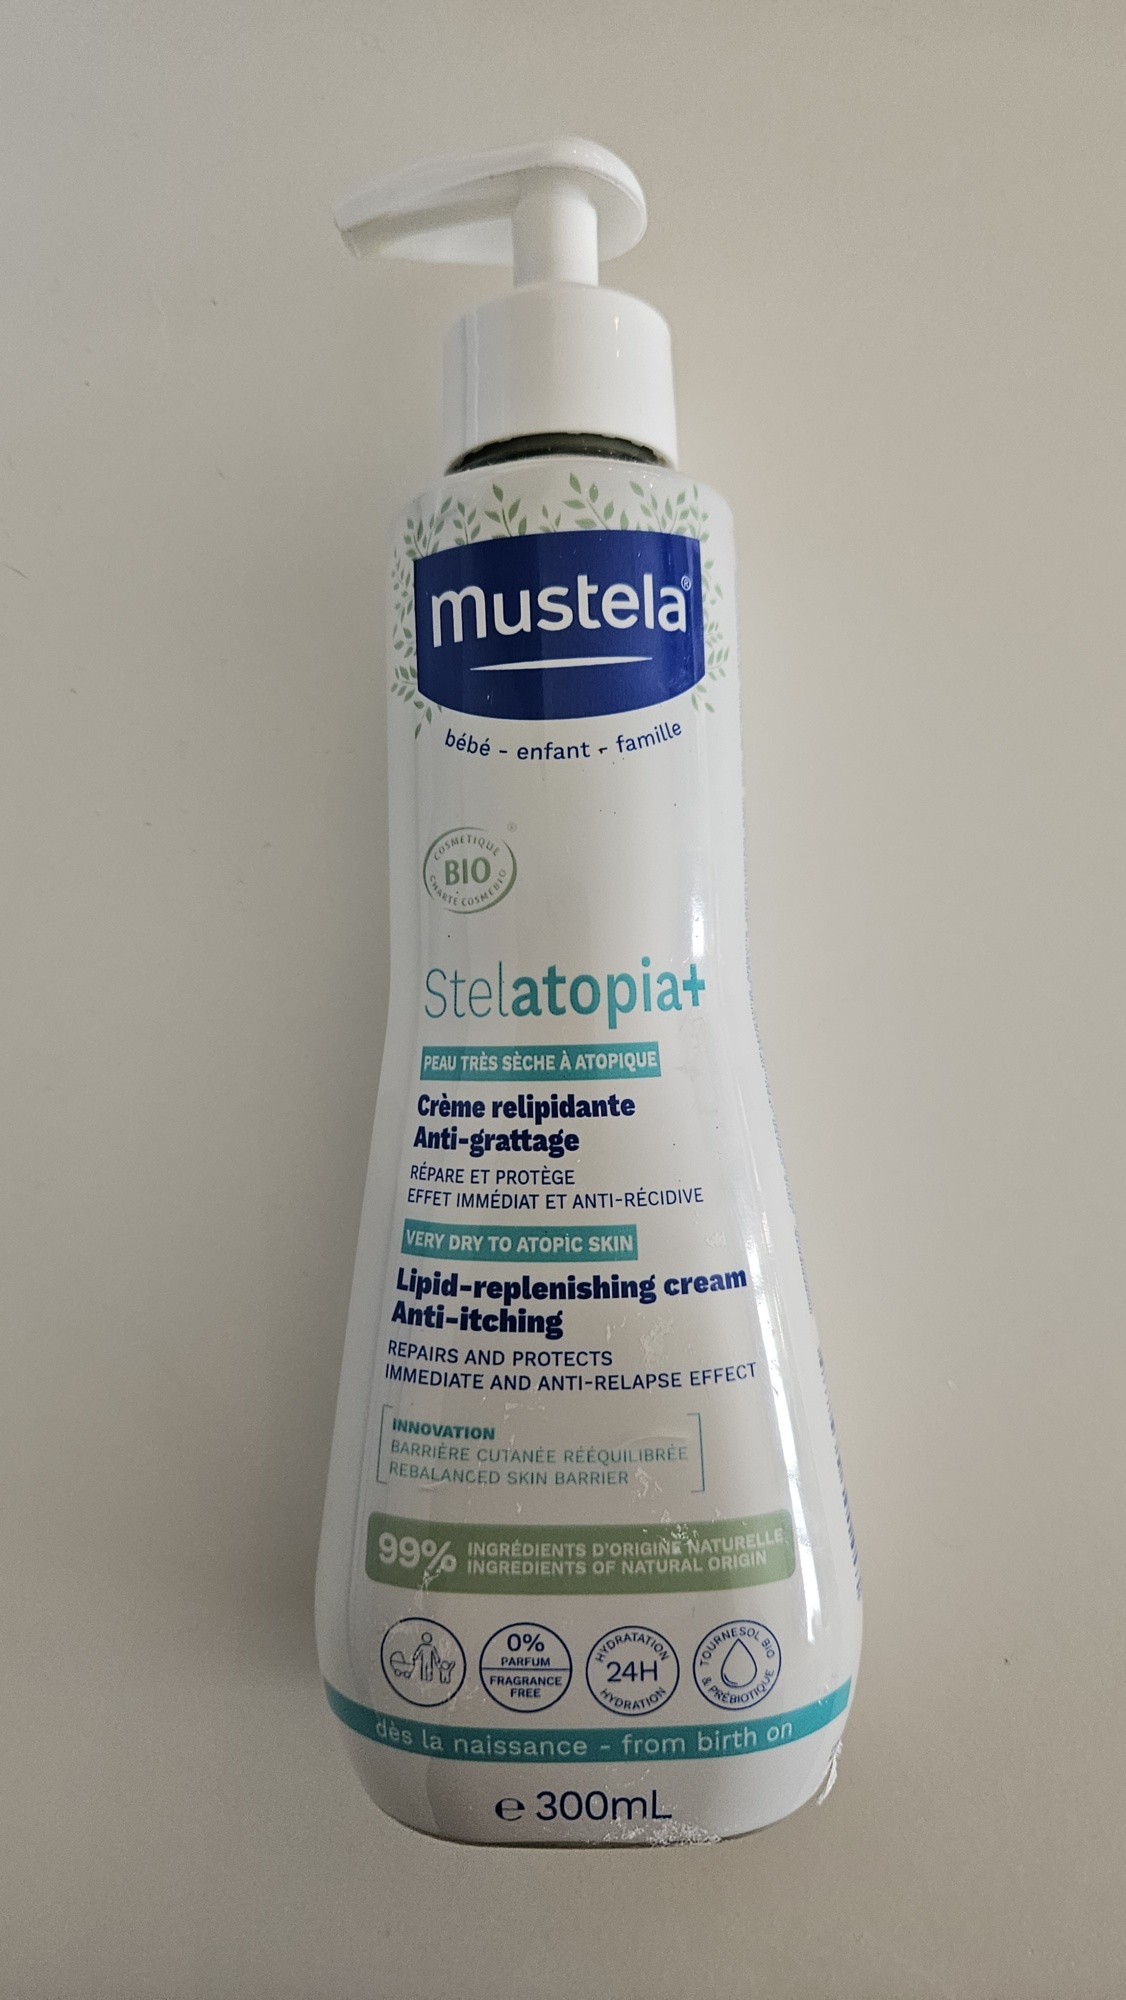 mustela®
bébé - enfant - famille
COSMETIQUE
BIO
CHARTE COSMEBIO
®
Stelatopia+
PEAU TRÈS SÈCHE À ATOPIQUE
Crème relipidante
Anti-grattage
RÉPARE ET PROTÈGE
EFFET IMMÉDIAT ET ANTI-RÉCIDIVE
VERY DRY TO ATOPIC SKIN
Lipid-replenishing cream
Anti-itching
REPAIRS AND PROTECTS
IMMEDIATE AND ANTI-RELAPSE EFFECT
INNOVATION
BARRIÈRE CUTANÉE RÉÉQUILIBRÉE
REBALANCED SKIN BARRIER
99% INGRÉDIENTS D'ORIGINE NATURELLE
INGREDIENTS OF NATURAL ORIGIN
0%
PARFUM
FRAGRANCE
FREE
HYDRATATION
24H
HYDRATION
TOURNESOL BIO
& PRÉBIOTIQUE
dès la naissance - from birth on
℮ 300mL